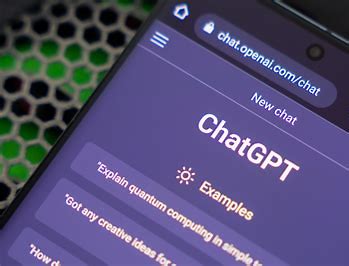 chat.openai.com/chat
New chat
ChatGPT
Examples
"Explain quantum computing in simple
"Got any creative ideas for a
"How do